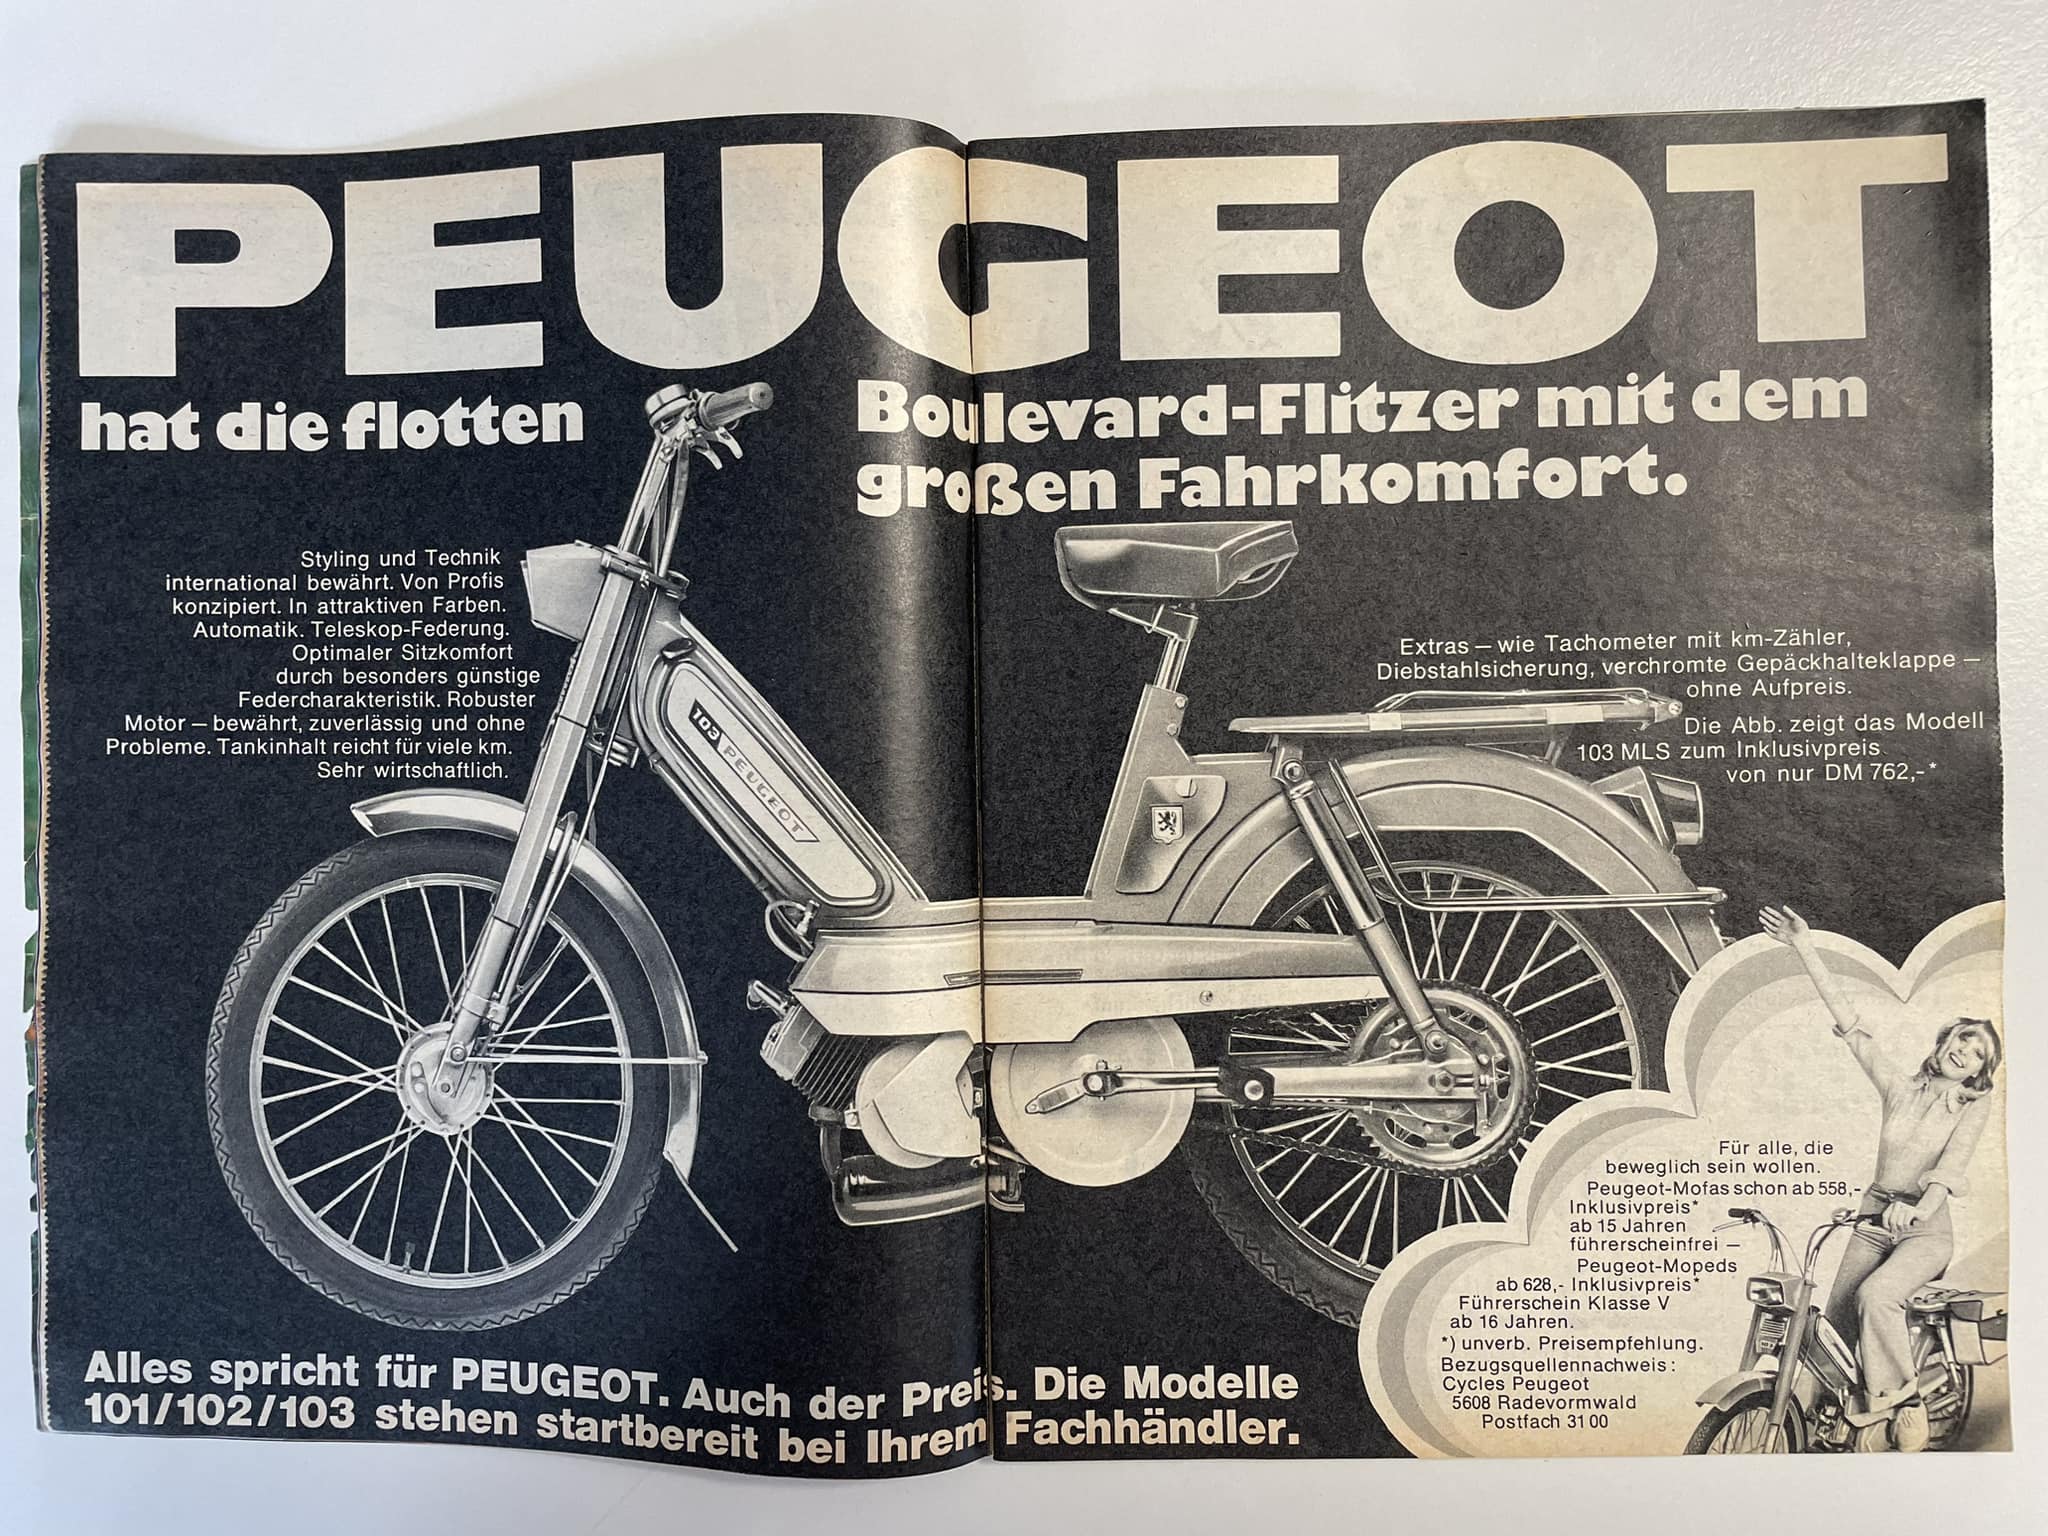 PEUGEOT
hat die flotten
Boulevard-Flitzer mit dem
großen Fahrkomfort.
Styling und Technik
international bewährt. Von Profis
konzipiert. In attraktiven Farben.
Automatik. Teleskop-Federung.
Optimaler Sitzkomfort
durch besonders günstige
Federcharakteristik. Robuster
Motor – bewährt, zuverlässig und ohne
Probleme. Tankinhalt reicht für viele km.
Sehr wirtschaftlich.
103 PEUGEOT
Extras – wie Tachometer mit km-Zähler,
Diebstahlsicherung, verchromte Gepäckhalteklappe –
ohne Aufpreis.
Die Abb. zeigt das Modell
103 MLS zum Inklusivpreis
von nur DM 762,-*
Für alle, die
beweglich sein wollen.
Peugeot-Mofas schon ab 558,-
Inklusivpreis*
ab 15 Jahren
führerscheinfrei –
Peugeot-Mopeds
ab 628,- Inklusivpreis*
Führerschein Klasse V
ab 16 Jahren.
*) unverb. Preisempfehlung.
Bezugsquellennachweis:
Cycles Peugeot
5608 Radevormwald
Postfach 31 00
Alles spricht für PEUGEOT. Auch der Preis. Die Modelle
101/102/103 stehen startbereit bei Ihrem Fachhändler.